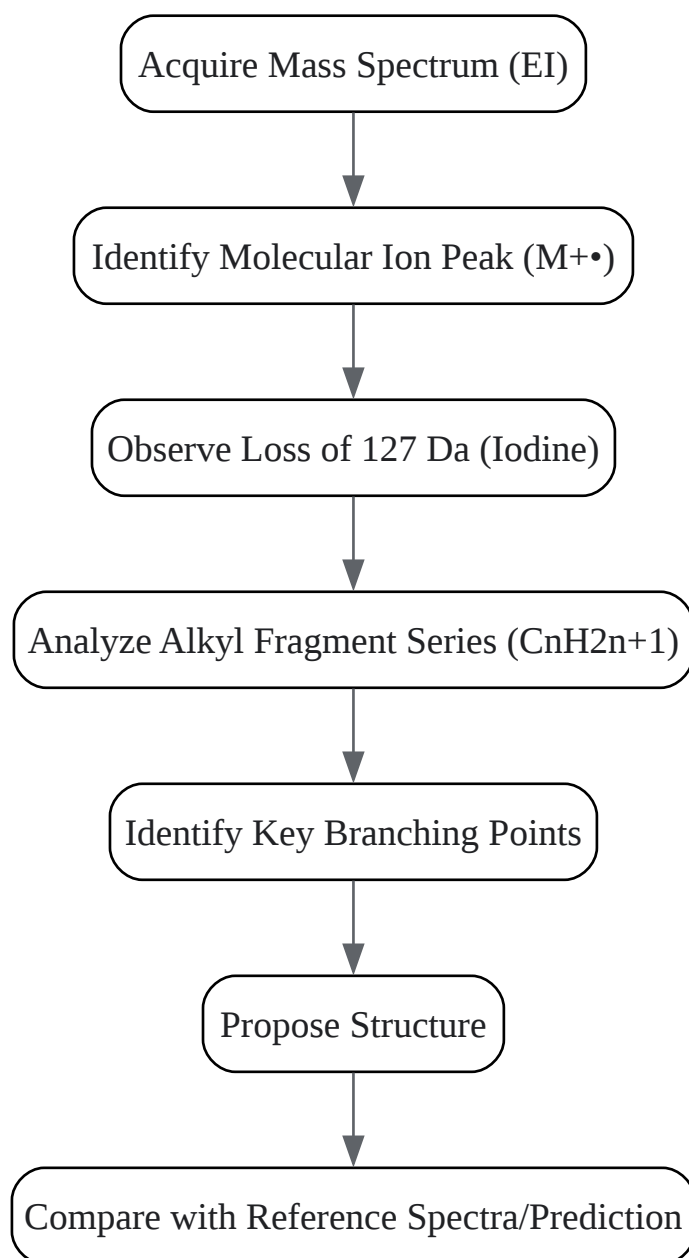 Acquire Mass Spectrum (EI)
Identify Molecular Ion Peak (M+•)
Observe Loss of 127 Da (Iodine)
Analyze Alkyl Fragment Series (CnH2n+1)
Identify Key Branching Points
Propose Structure
Compare with Reference Spectra/Prediction